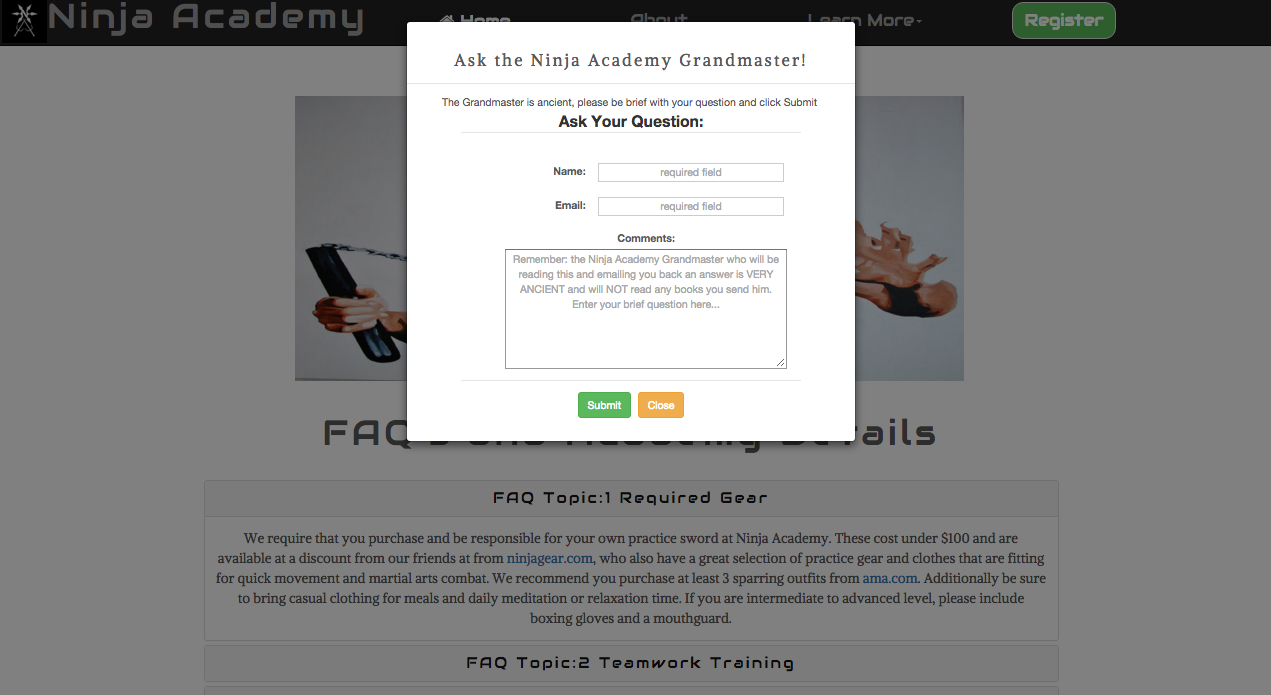 Ninja Academy
Home
About
Learn More
Register
Ask the Ninja Academy Grandmaster!
The Grandmaster is ancient, please be brief with your question and click Submit
Ask Your Question:
Name:
required field
Email:
required field
Comments:
Remember: the Ninja Academy Grandmaster who will be
reading this and emailing you back an answer is VERY
ANCIENT and will NOT read any books you send him.
Enter your brief question here...
Submit
Close
FAQ's and Academy Details
FAQ Topic:1 Required Gear
We require that you purchase and be responsible for your own practice sword at Ninja Academy. These cost under $100 and are
available at a discount from our friends at from ninjagear.com, who also have a great selection of practice gear and clothes that are fitting
for quick movement and martial arts combat. We recommend you purchase at least 3 sparring outfits from ama.com. Additionally be sure
to bring casual clothing for meals and daily meditation or relaxation time. If you are intermediate to advanced level, please include
boxing gloves and a mouthguard.
FAQ Topic:2 Teamwork Training